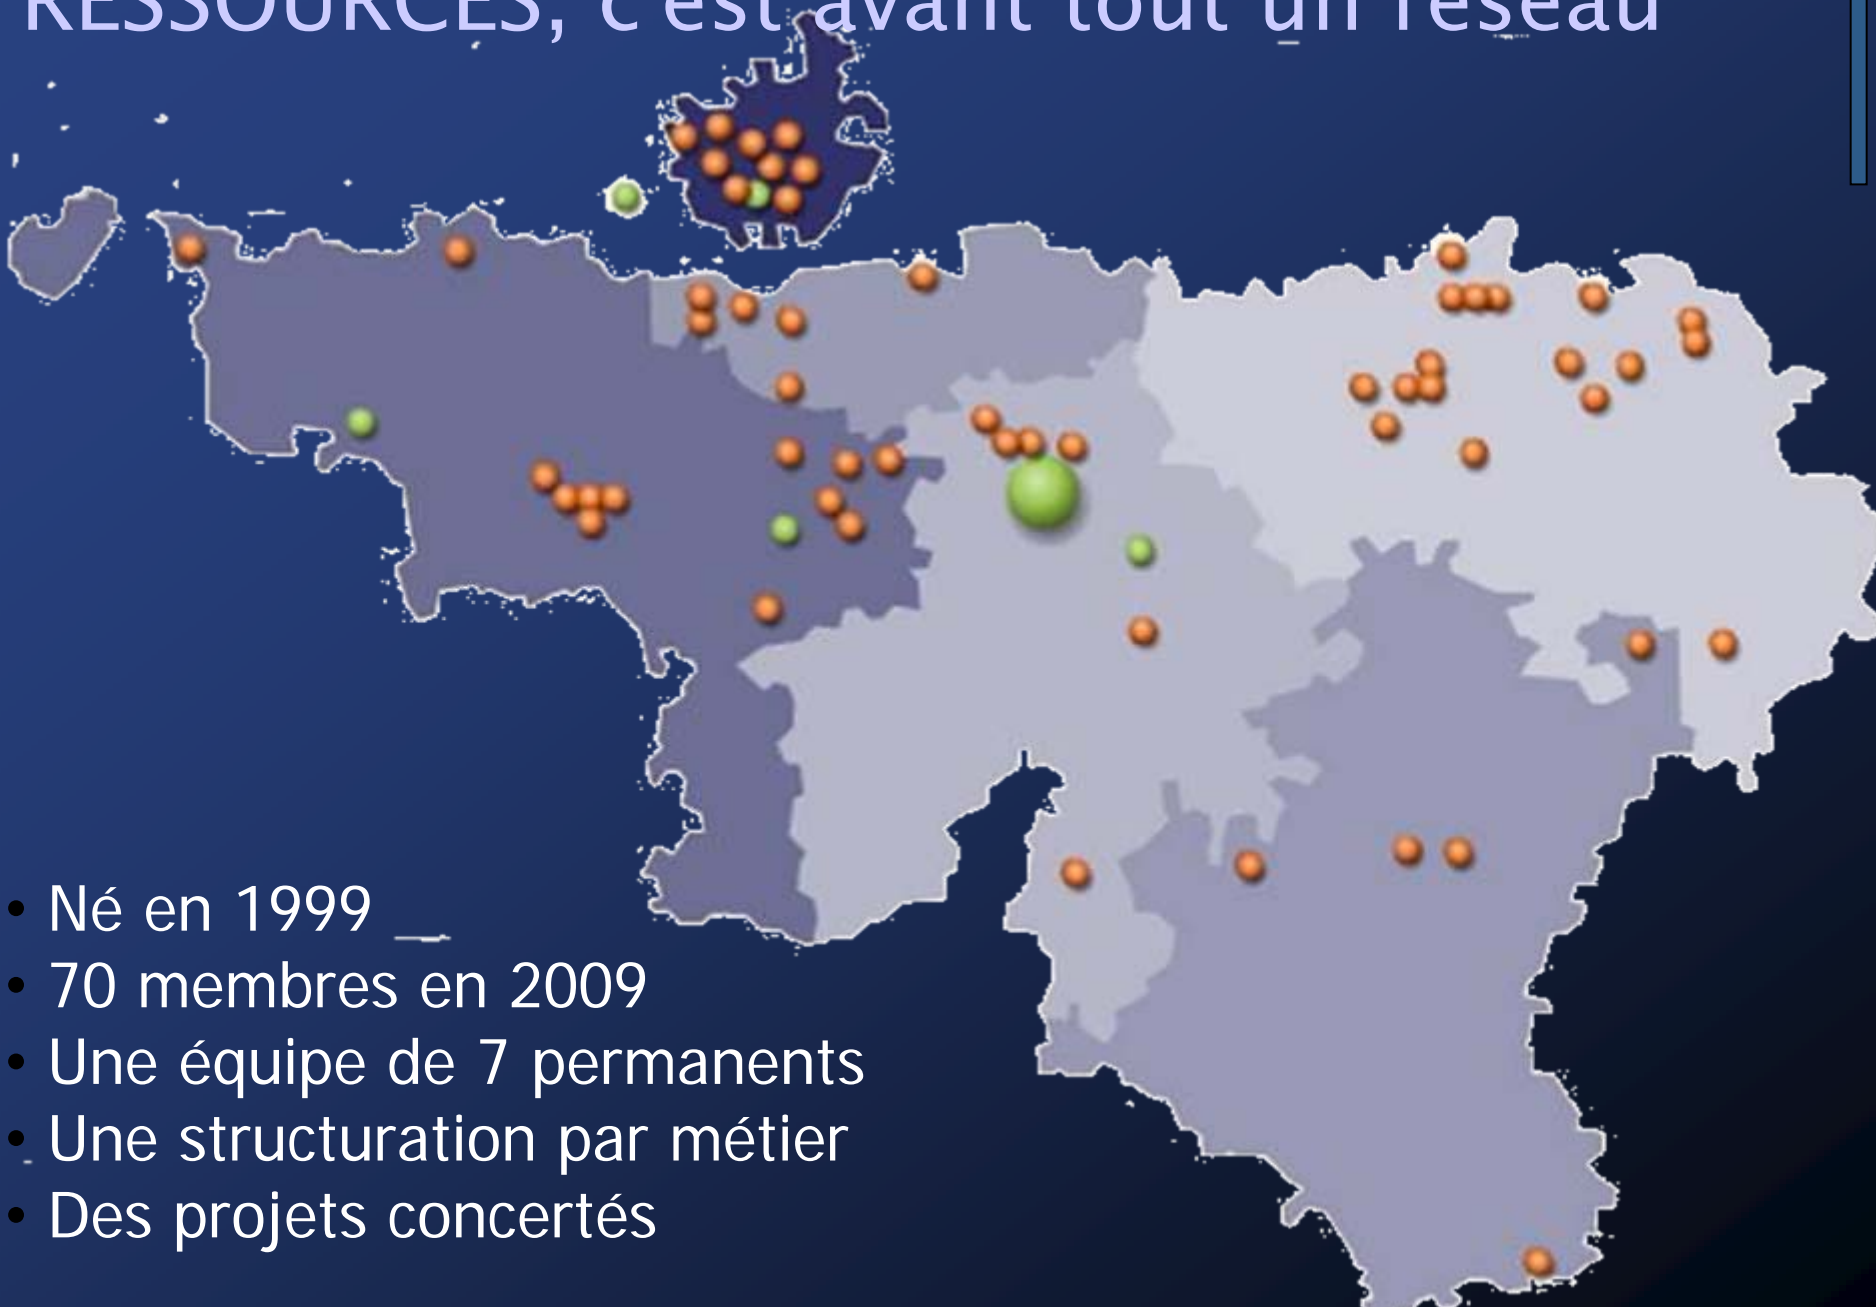 RESSOURCES, c'est avant tout un réseau
• Né en 1999
• 70 membres en 2009
• Une équipe de 7 permanents
• Une structuration par métier
• Des projets concertés